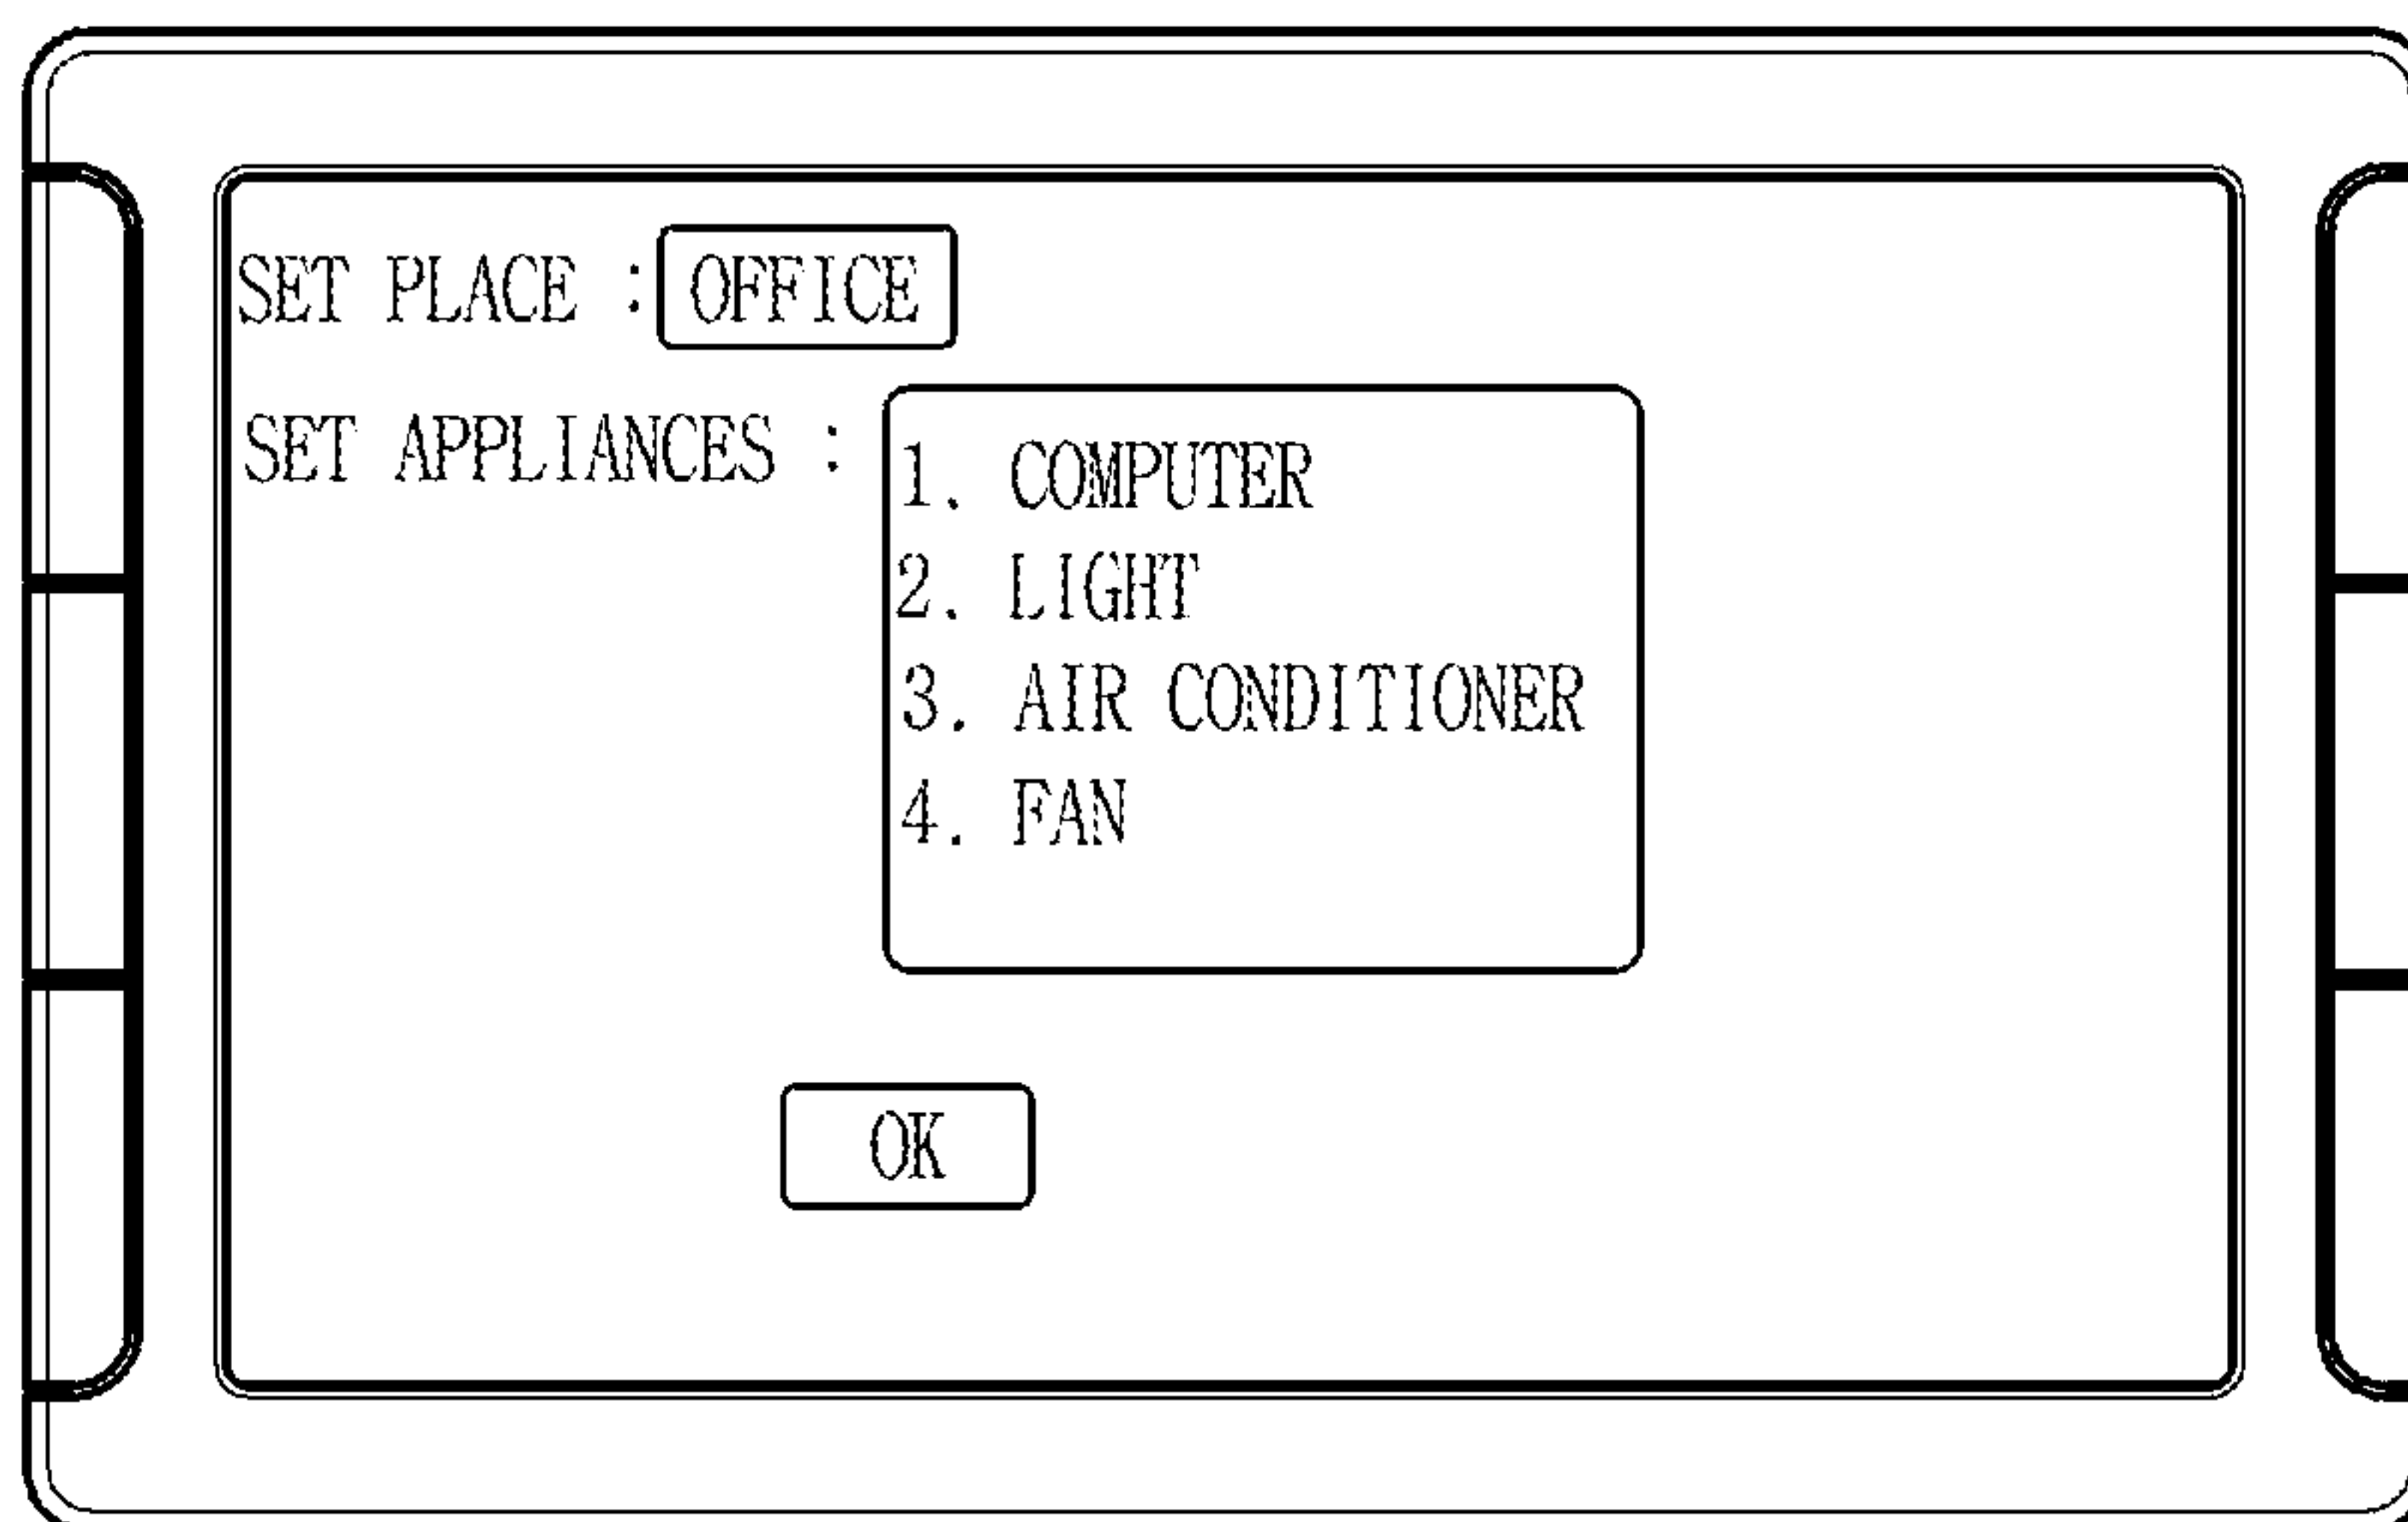 SET PLACE : OFFICE
SET APPLIANCES :
1. COMPUTER
2. LIGHT
3. AIR CONDITIONER
4. FAN
OK